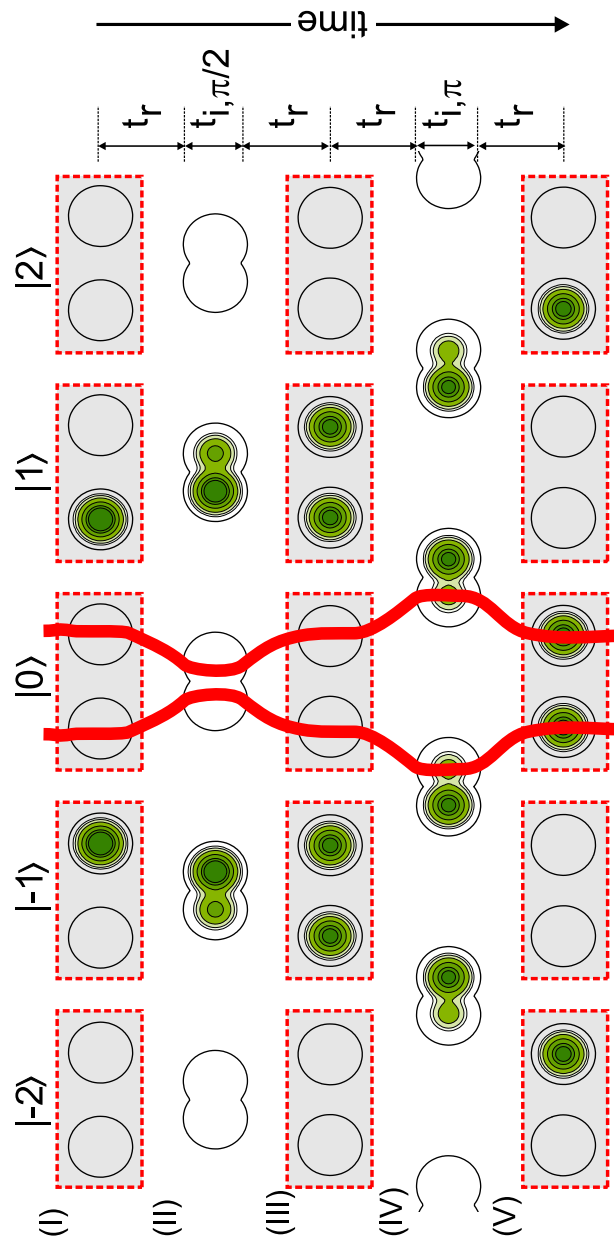 time
t_r
t_{i,π/2}
t_r
t_r
t_{i,π}
t_r
|-2⟩
|-1⟩
|0⟩
|1⟩
|2⟩
(I)
(II)
(III)
(IV)
(V)